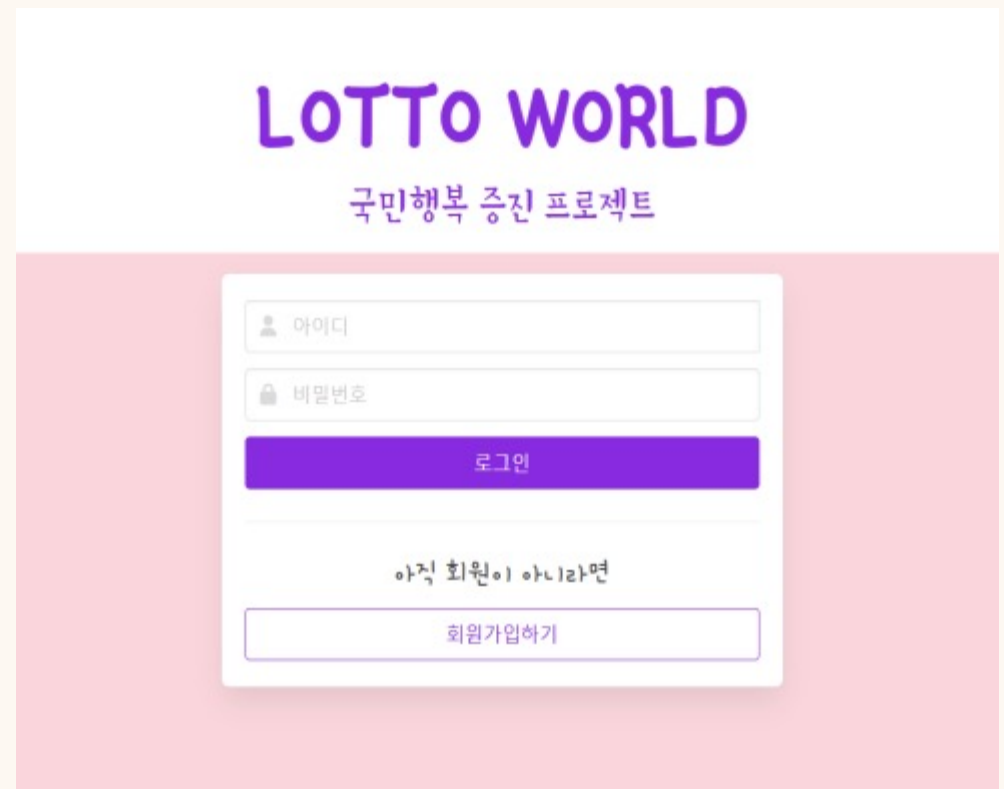 LOTTO WORLD
국민행복 증진 프로젝트
아이디
비밀번호
로그인
아직 회원이 아니라면
회원가입하기